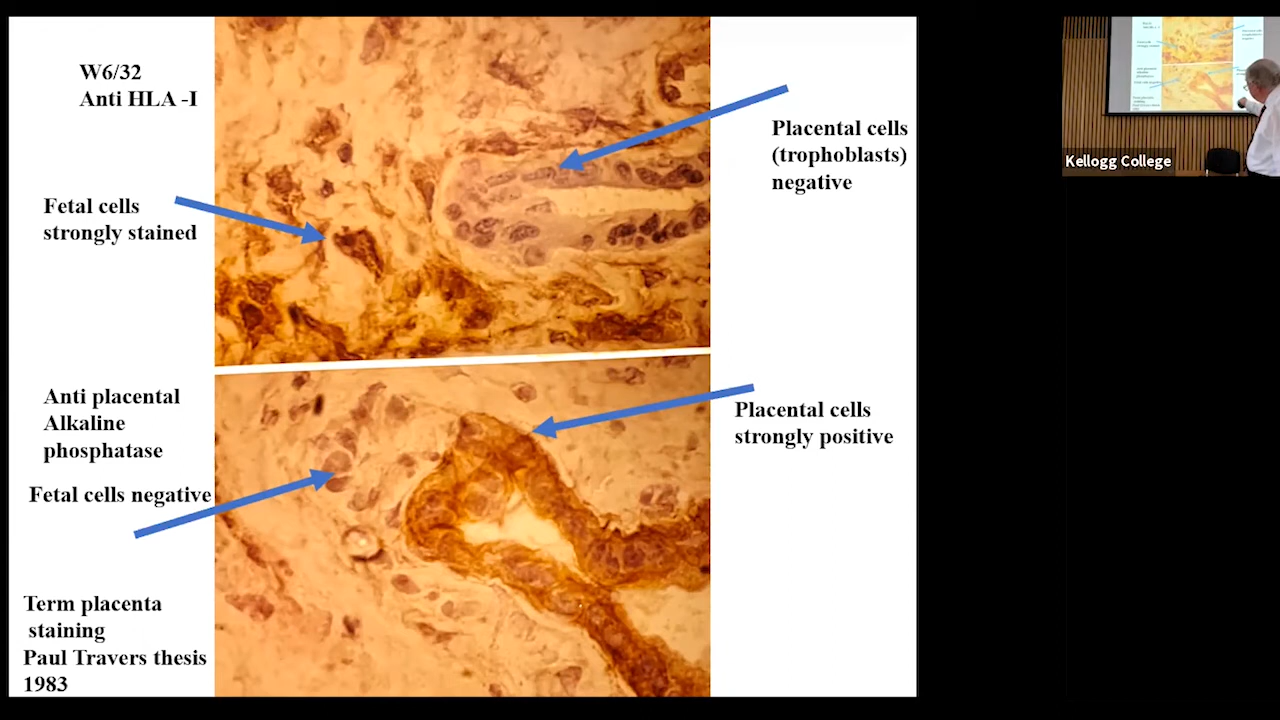 W6/32
Anti HLA -I
Placental cells
(trophoblasts)
negative
Fetal cells
strongly stained
Anti placental
Alkaline
phosphatase
Placental cells
strongly positive
Fetal cells negative
Term placenta
staining
Paul Travers thesis
1983
Kellogg College